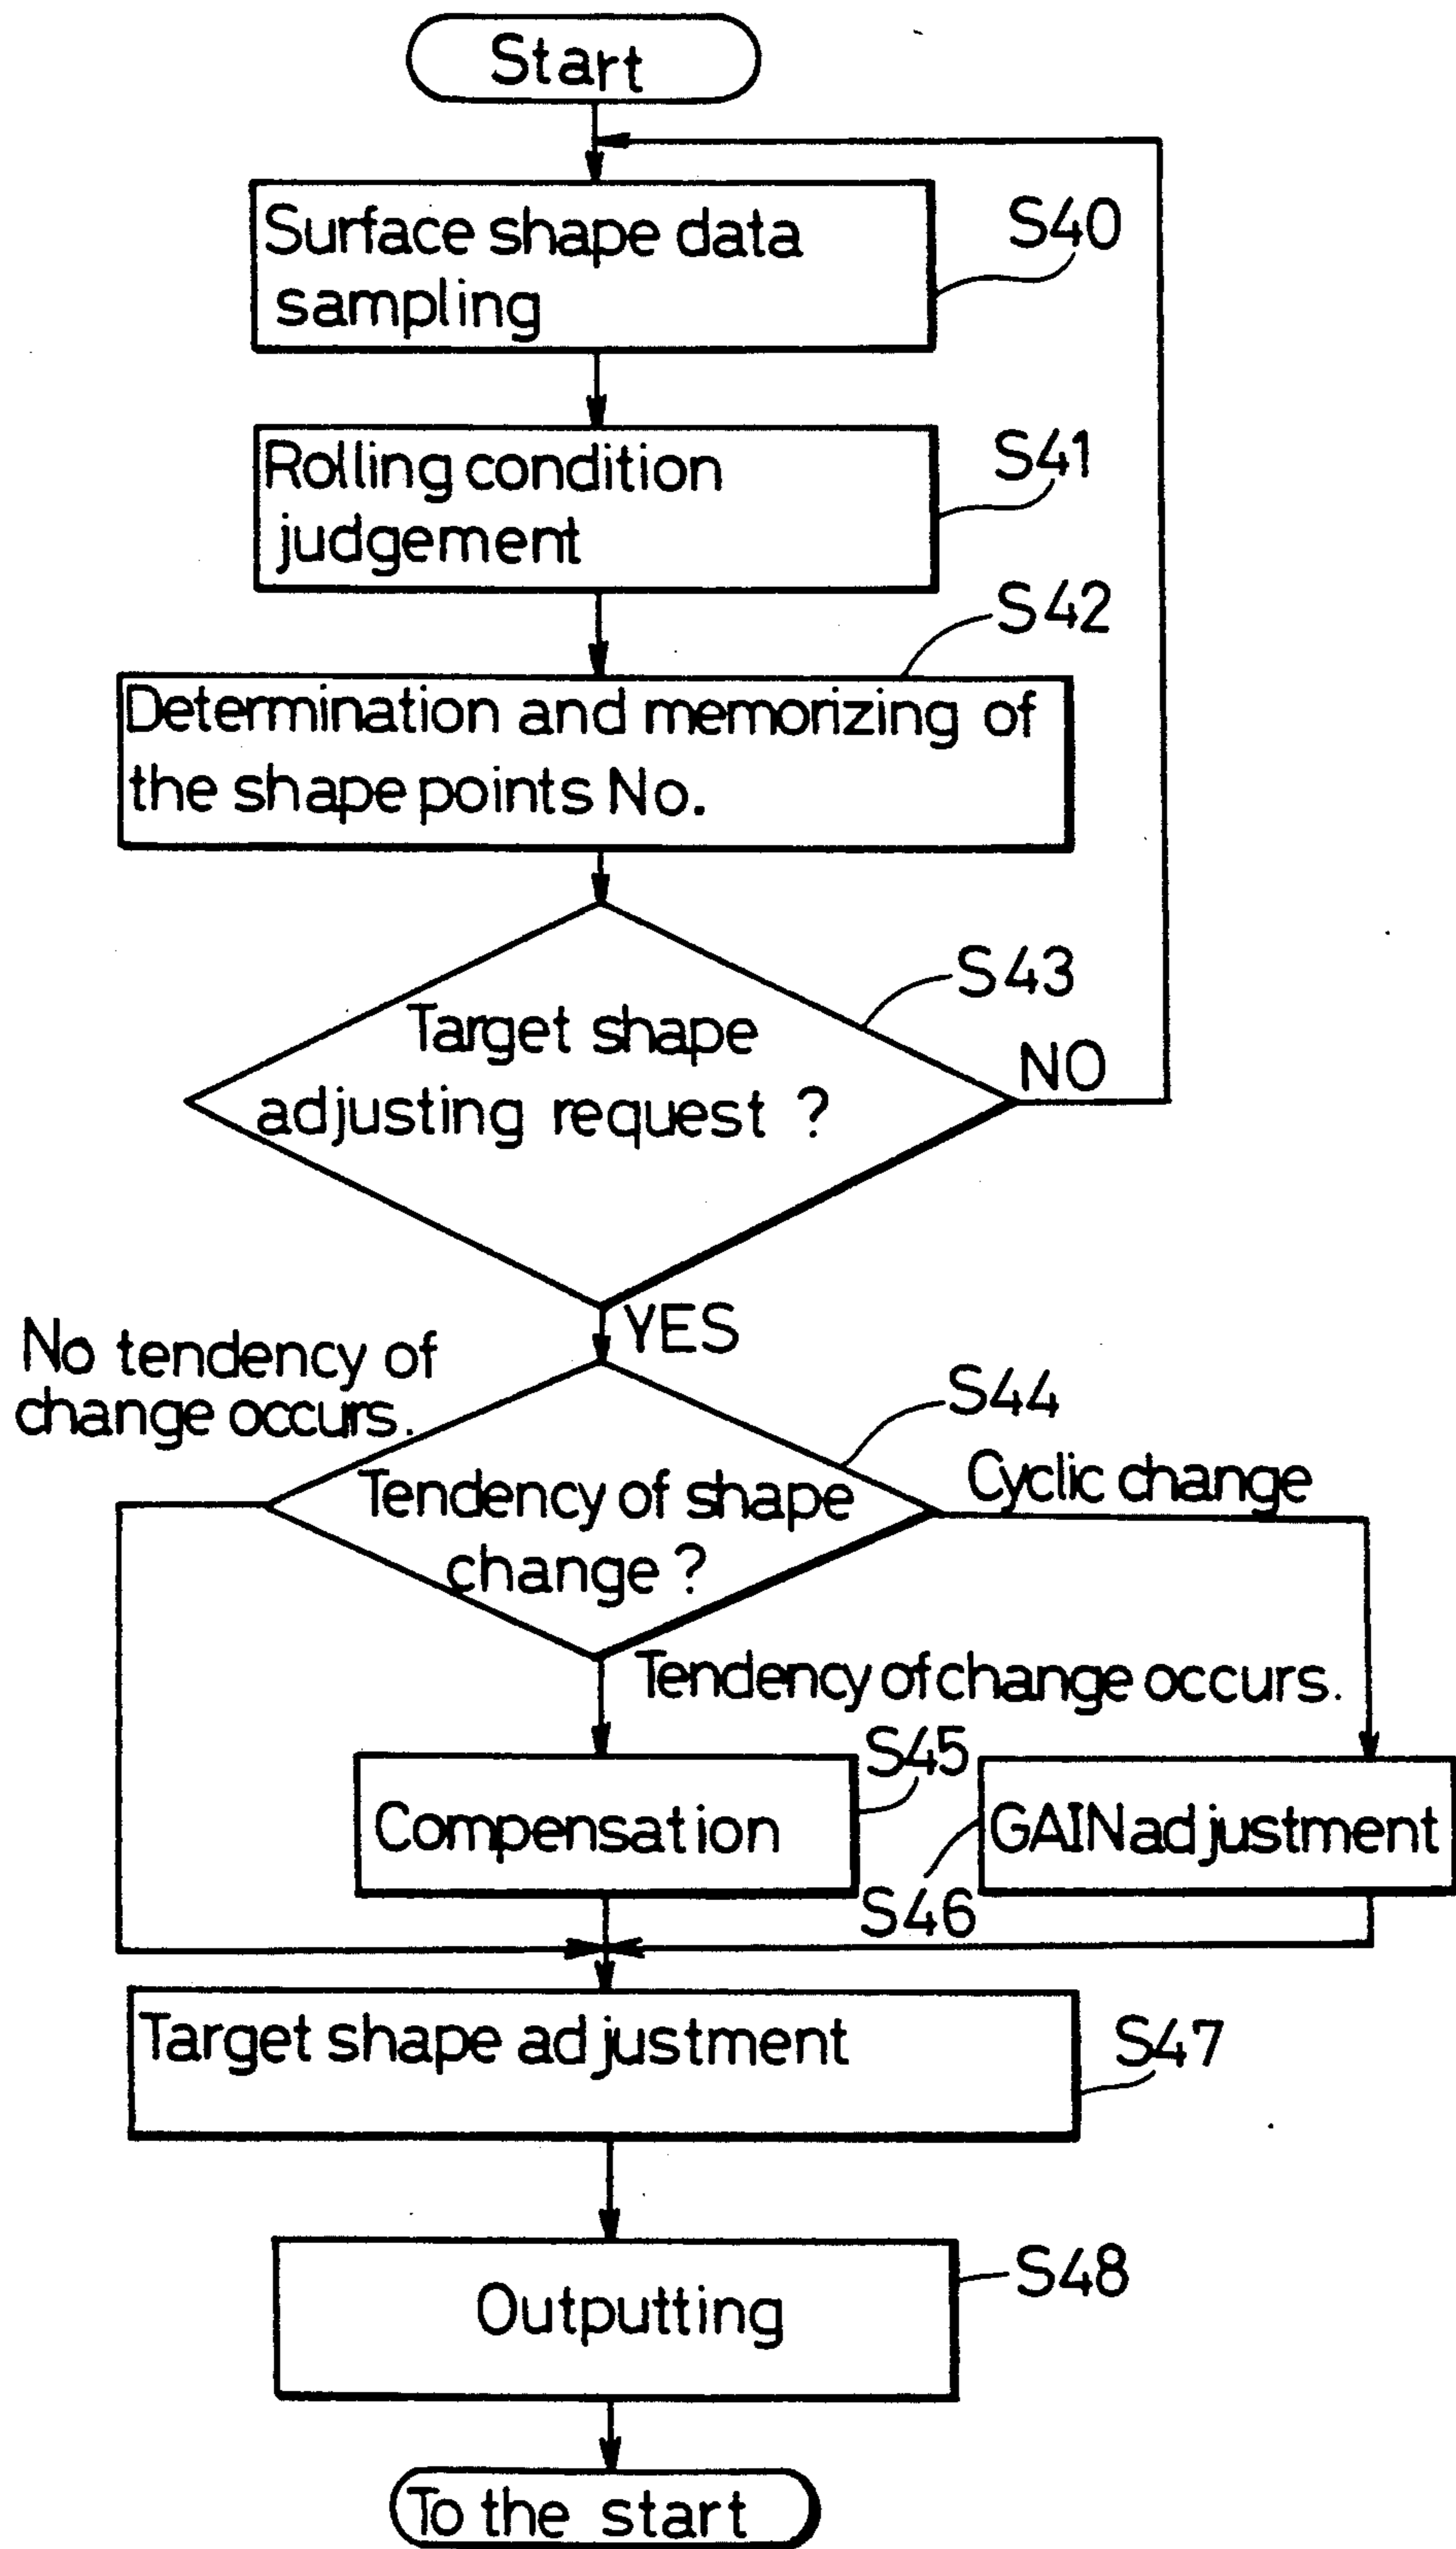 Start
Surface shape data
sampling
S40
Rolling condition
judgement
S41
S42
Determination and memorizing of
the shape points No.
S43
Target shape
adjusting request ?
NO
YES
No tendency of
change occurs.
S44
Tendency of shape
change ?
Cyclic change
Tendency of change occurs.
S45
Compensation
GAIN adjustment
S46
Target shape adjustment
S47
Outputting
S48
To the start